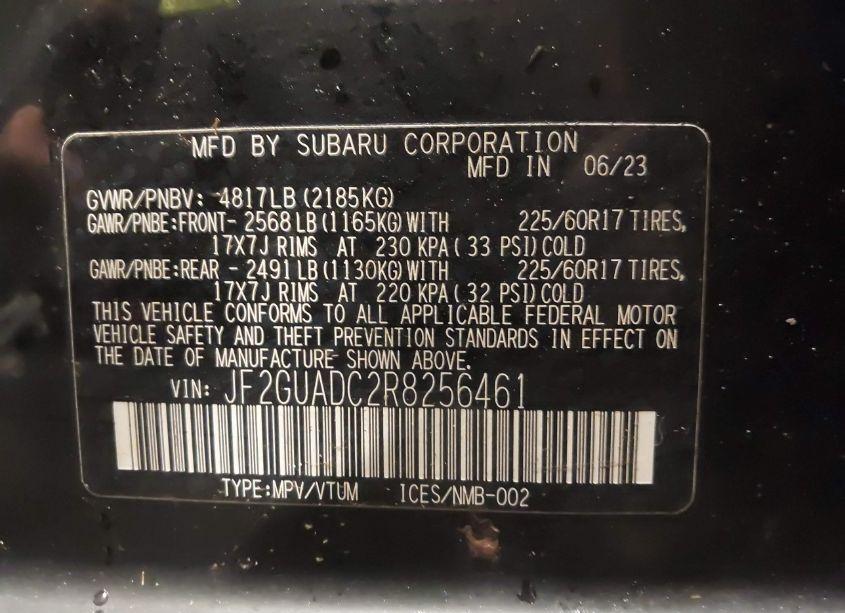 MFD BY SUBARU CORPORATION
MFD IN 06/23
GVWR/PNBV: 4817LB (2185KG)
GAWR/PNBE:FRONT- 2568 LB (1165KG) WITH 225/60R17 TIRES,
17X7J RIMS AT 230 KPA ( 33 PSI) COLD
GAWR/PNBE:REAR - 2491 LB (1130KG) WITH 225/60R17 TIRES,
17X7J RIMS AT 220 KPA ( 32 PSI) COLD
THIS VEHICLE CONFORMS TO ALL APPLICABLE FEDERAL MOTOR
VEHICLE SAFETY AND THEFT PREVENTION STANDARDS IN EFFECT ON
THE DATE OF MANUFACTURE SHOWN ABOVE.
VIN: JF2GUADC2R8256461
TYPE:MPV/VTUM ICES/NMB-002